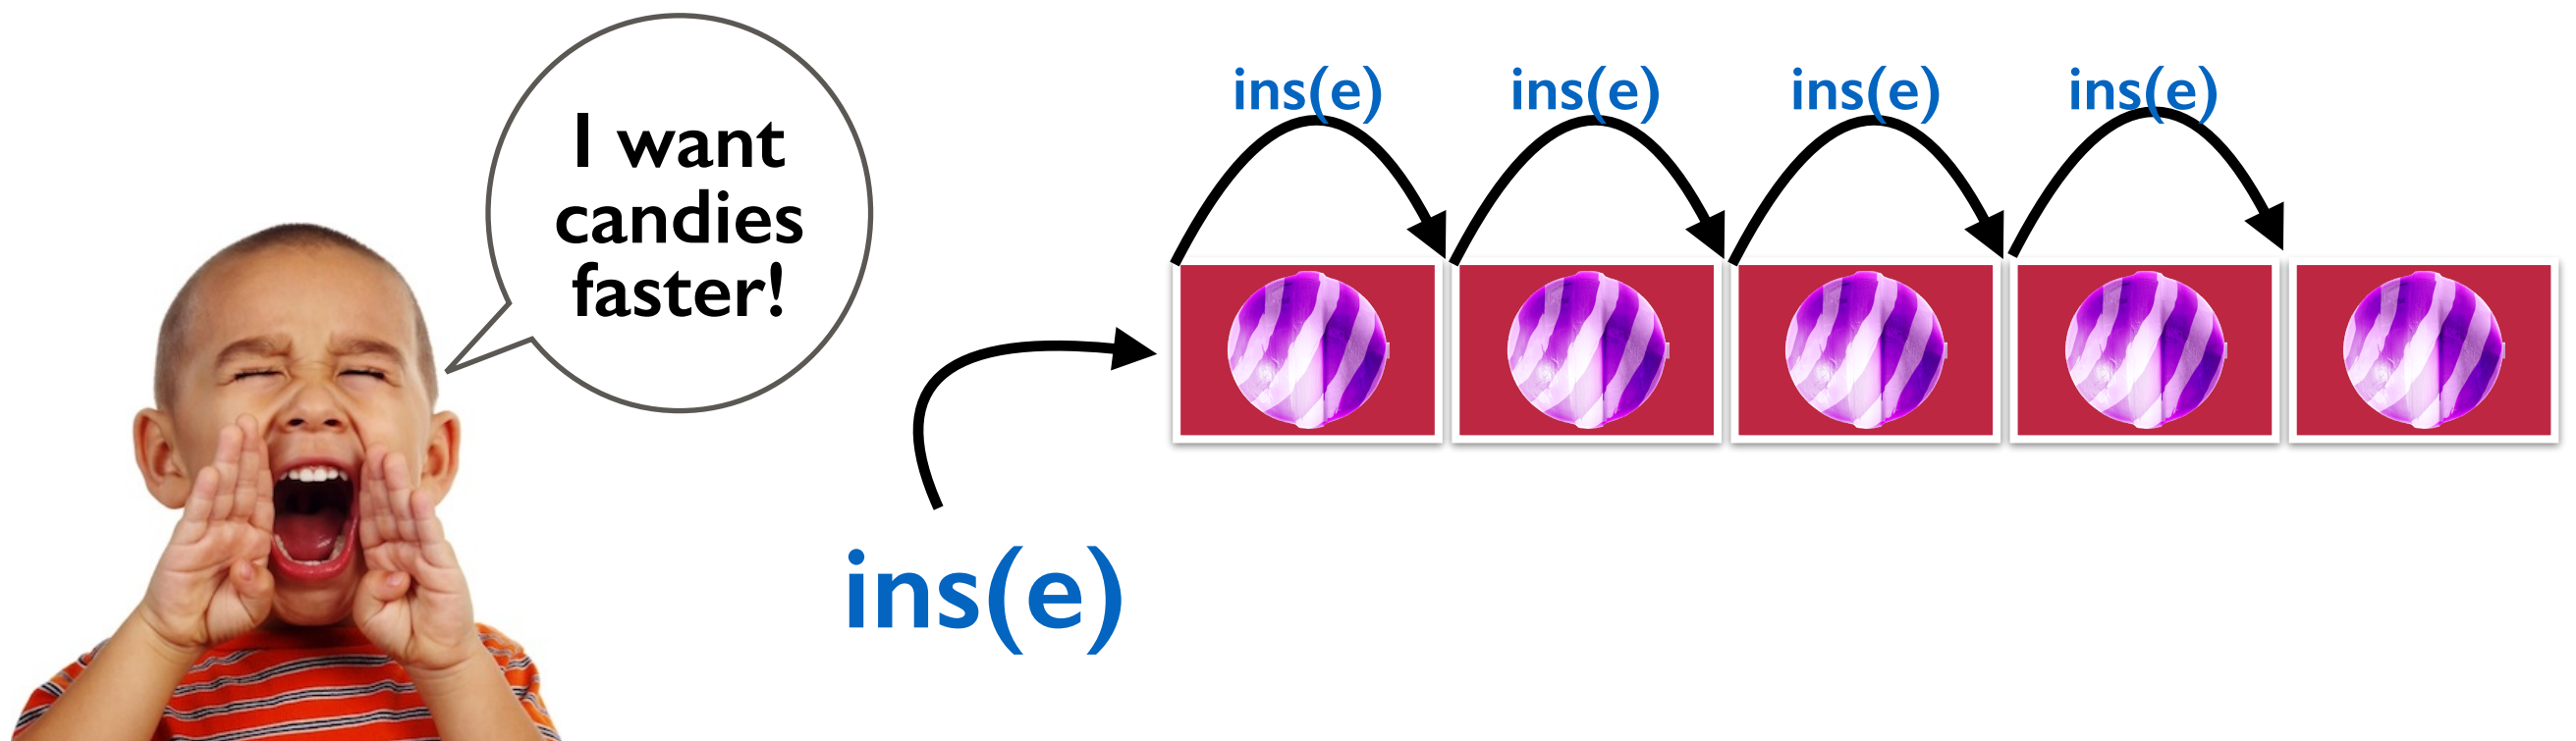 I want
candies
faster!
ins(e)
ins(e)
ins(e)
ins(e)
ins(e)